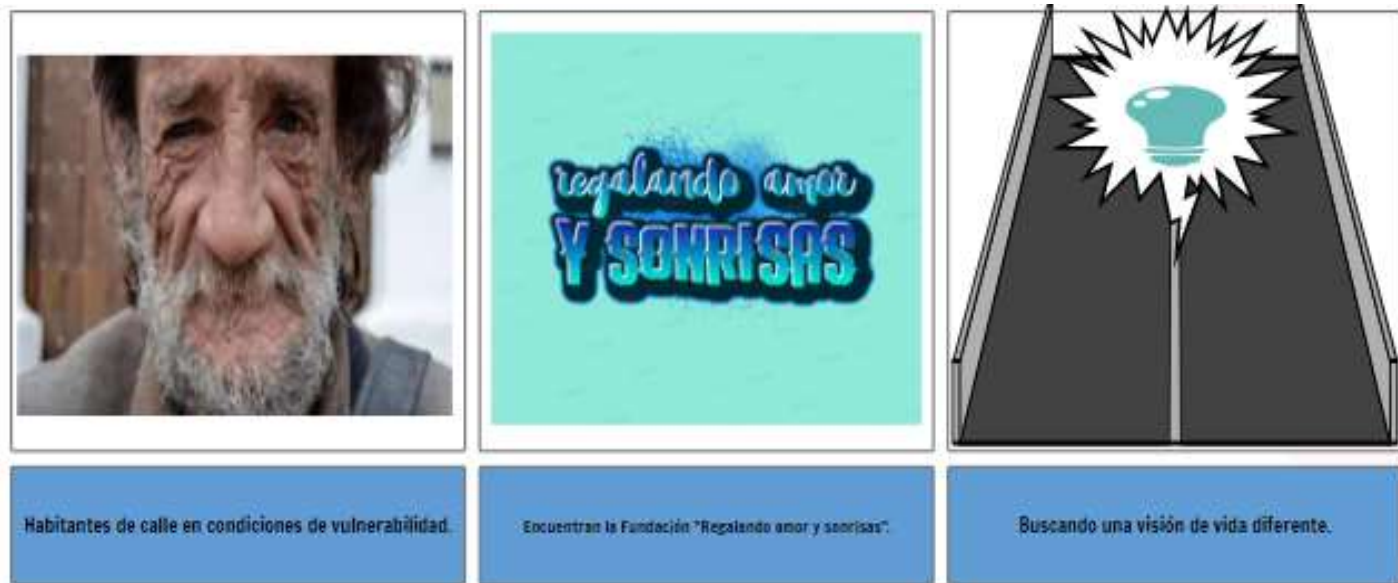 regalando amor
Y SONRISAS
Habitantes de calle en condiciones de vulnerabilidad.
Encuentran la Fundación "Regalando amor y sonrisas".
Buscando una visión de vida diferente.